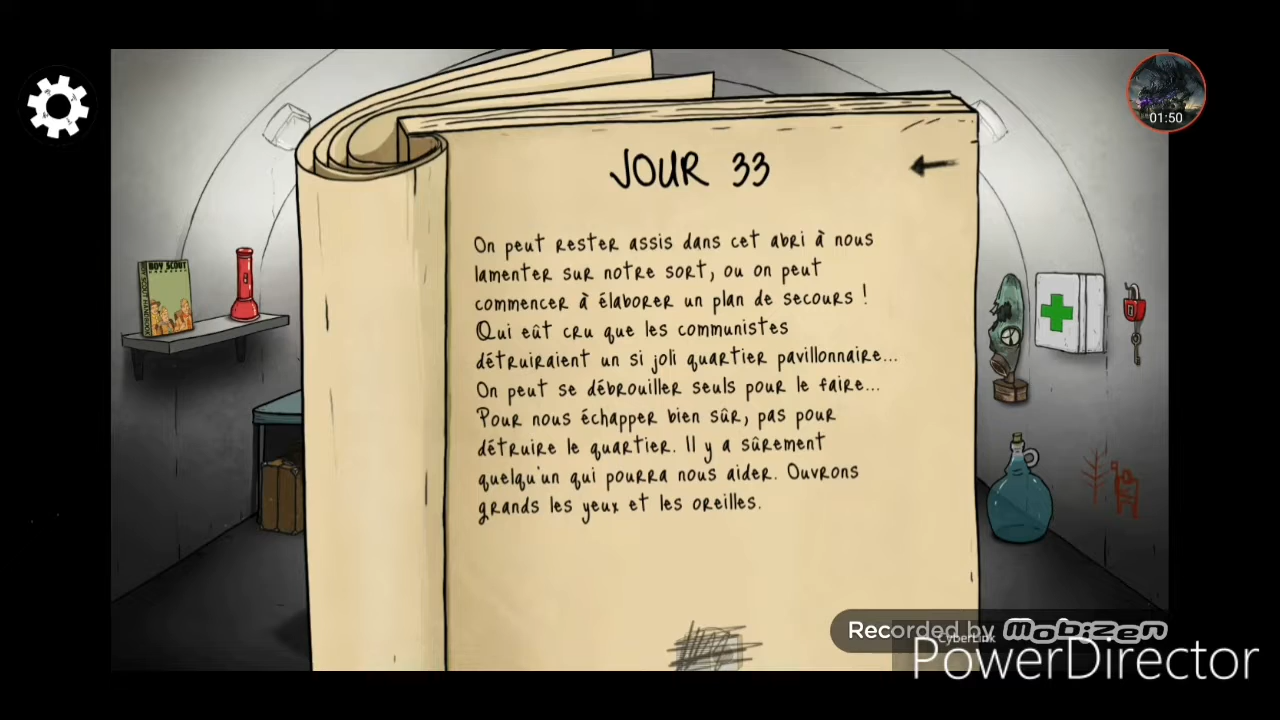 01:50
JOUR 33
On peut rester assis dans cet abri à nous
lamenter sur notre sort, ou on peut
commencer à élaborer un plan de secours !
Qui eût cru que les communistes
détruiraient un si joli quartier pavillonnaire...
On peut se débrouiller seuls pour le faire...
Pour nous échapper bien sûr, pas pour
détruire le quartier. Il y a sûrement
quelqu'un qui pourra nous aider. Ouvrons
grands les yeux et les oreilles.
BOY SCOUT
Recorded by mobizen
CyberLink
PowerDirector